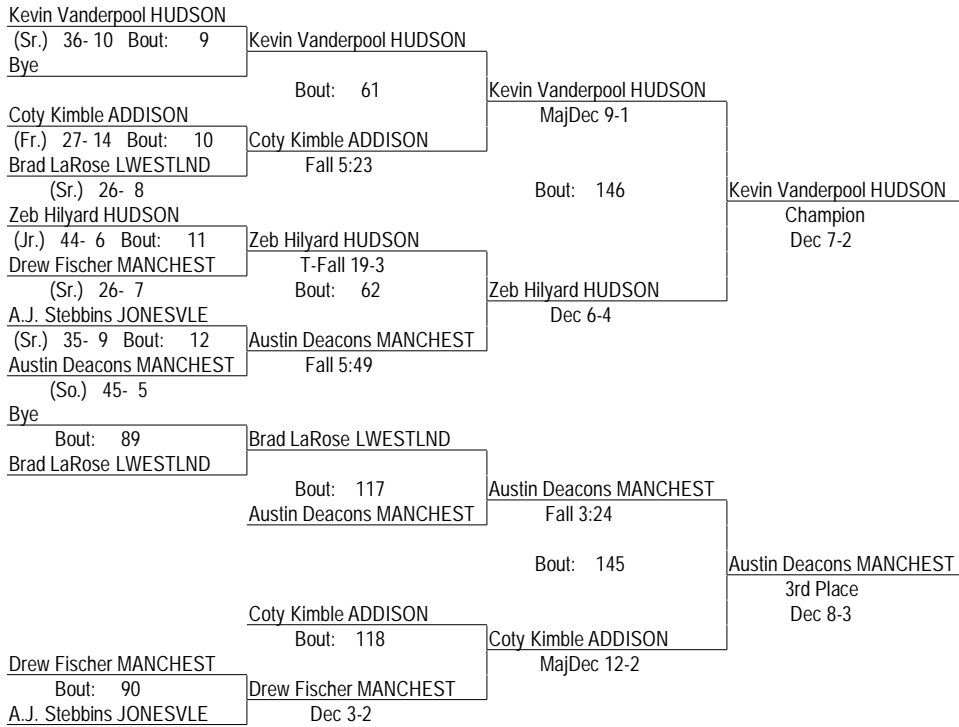 Kevin Vanderpool HUDSON
(Sr.) 36- 10 Bout: 9 Kevin Vanderpool HUDSON
Bye
Bout: 61 Kevin Vanderpool HUDSON
Coty Kimble ADDISON MajDec 9-1
(Fr.) 27- 14 Bout: 10 Coty Kimble ADDISON
Brad LaRose LWESTLND Fall 5:23
(Sr.) 26- 8 Bout: 146 Kevin Vanderpool HUDSON
Zeb Hilyard HUDSON Champion
(Jr.) 44- 6 Bout: 11 Zeb Hilyard HUDSON Dec 7-2
Drew Fischer MANCHEST T-Fall 19-3
(Sr.) 26- 7 Bout: 62 Zeb Hilyard HUDSON
A.J. Stebbins JONESVLE Dec 6-4
(Sr.) 35- 9 Bout: 12 Austin Deacons MANCHEST
Austin Deacons MANCHEST Fall 5:49
(So.) 45- 5
Bye
Bout: 89 Brad LaRose LWESTLND
Brad LaRose LWESTLND
Bout: 117 Austin Deacons MANCHEST
Austin Deacons MANCHEST Fall 3:24
Bout: 145 Austin Deacons MANCHEST
3rd Place
Coty Kimble ADDISON Dec 8-3
Bout: 118 Coty Kimble ADDISON
Drew Fischer MANCHEST MajDec 12-2
Bout: 90 Drew Fischer MANCHEST
A.J. Stebbins JONESVLE Dec 3-2